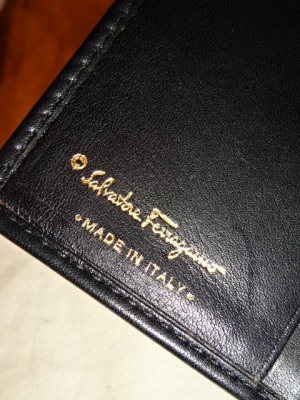 © Salvatore Ferragamo
"MADE IN ITALY"